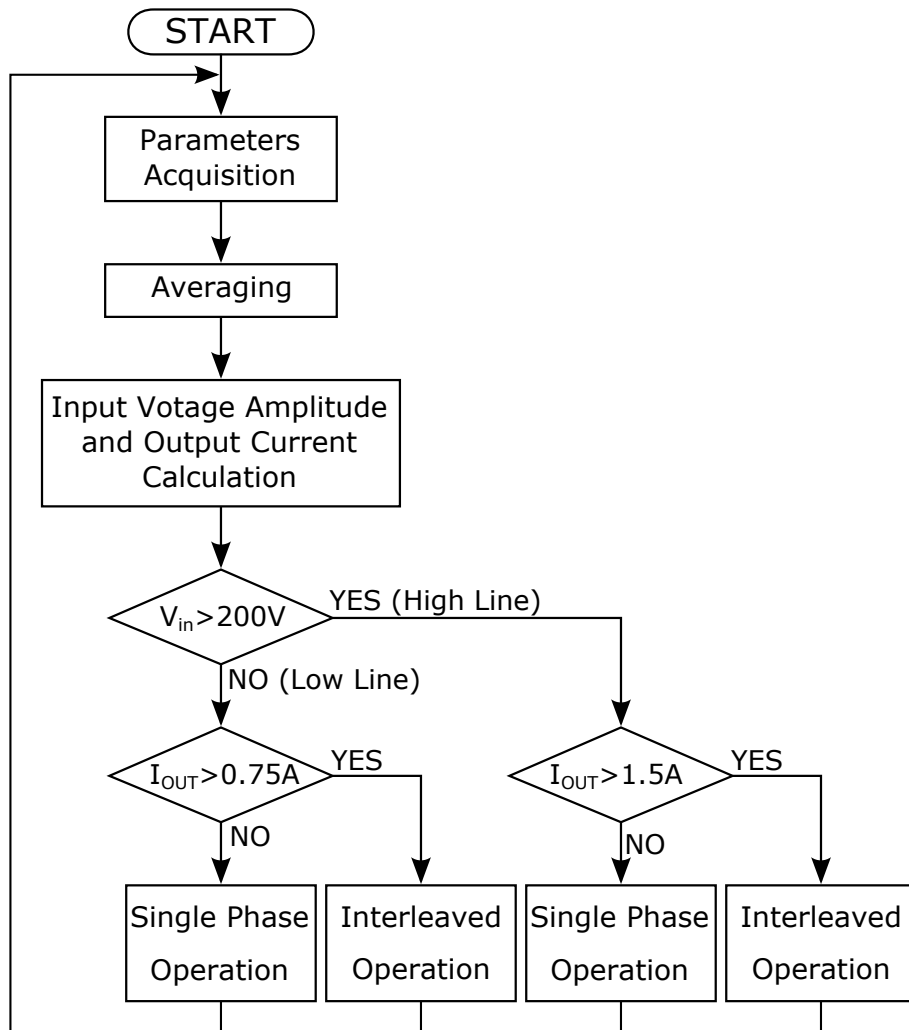 START
Parameters
Acquisition
Averaging
Input Votage Amplitude
and Output Current
Calculation
Vin>200V
YES (High Line)
NO (Low Line)
IOUT>0.75A
YES
NO
IOUT>1.5A
YES
NO
Single Phase
Operation
Interleaved
Operation
Single Phase
Operation
Interleaved
Operation